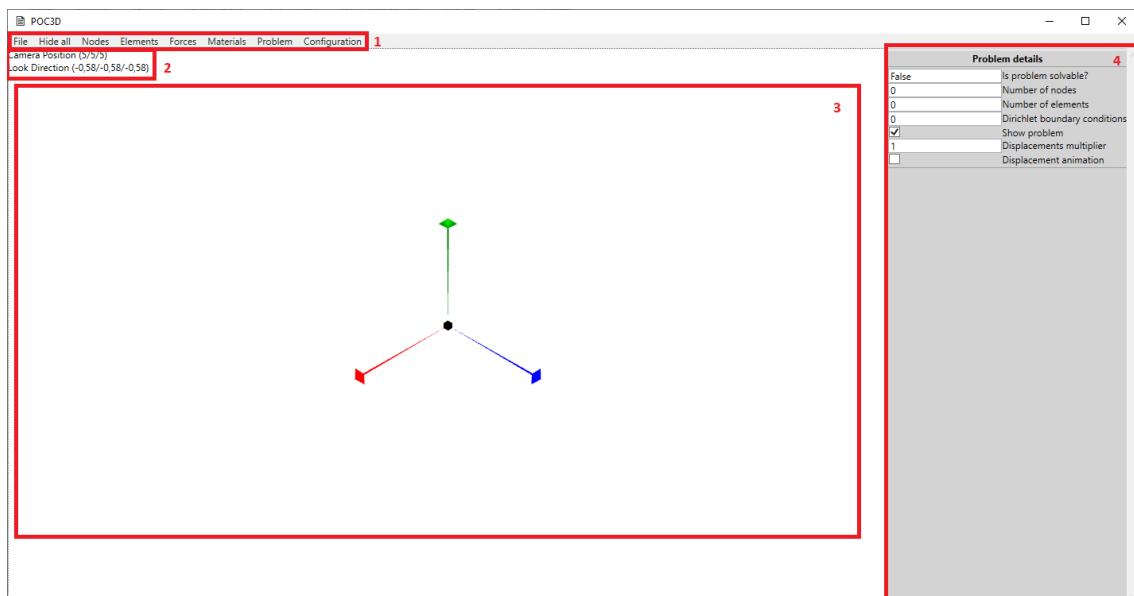 POC3D
File Hide all Nodes Elements Forces Materials Problem Configuration 1
Camera Position (5/5/5)
Look Direction (-0,58/-0,58/-0,58) 2
3
Problem details 4
False Is problem solvable?
0 Number of nodes
0 Number of elements
0 Dirichlet boundary conditions
Show problem
1 Displacements multiplier
Displacement animation